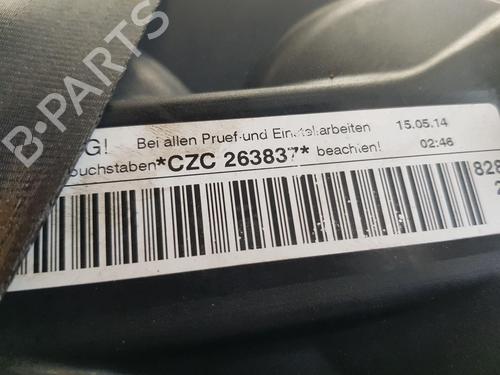 G! Bei allen Pruef-und Einstellarbeiten 15.05.14
buchstaben *CZC 263837* beachten! 02:46
828
2
B-PARTS